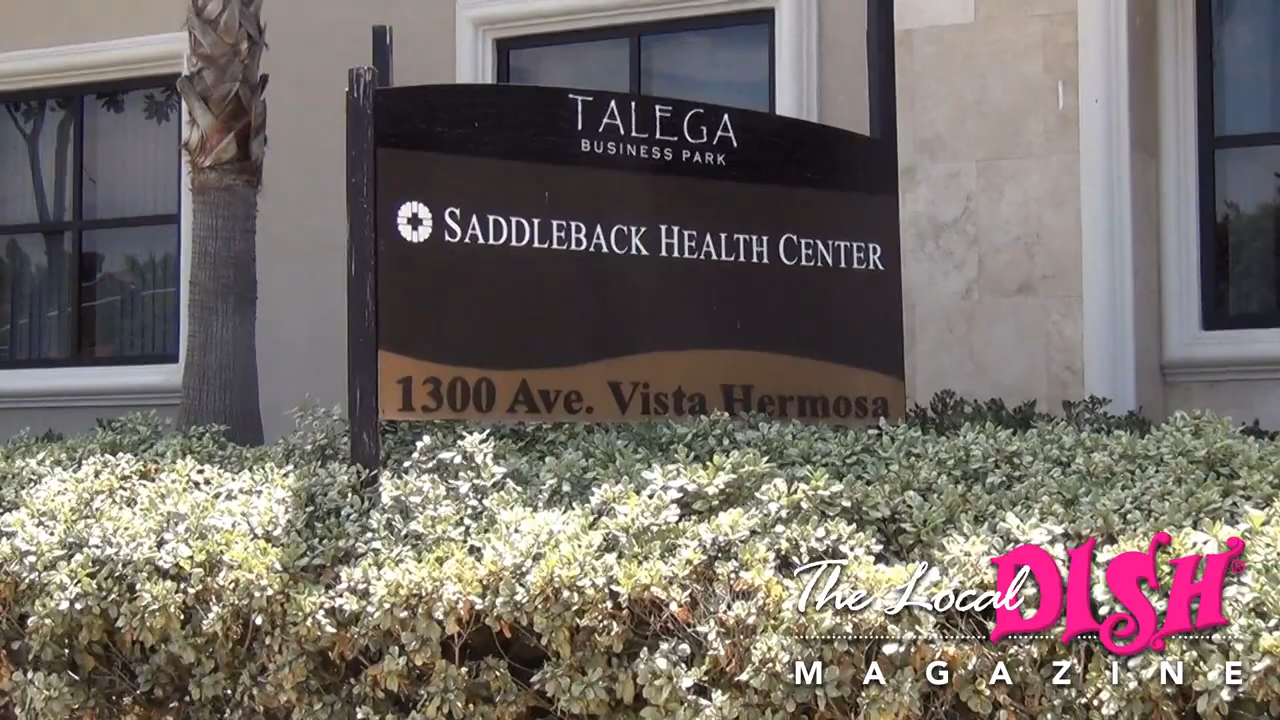 TALEGA
BUSINESS PARK
SADDLEBACK HEALTH CENTER
1300 Ave. Vista Hermosa
The Local DISH®
MAGAZINE